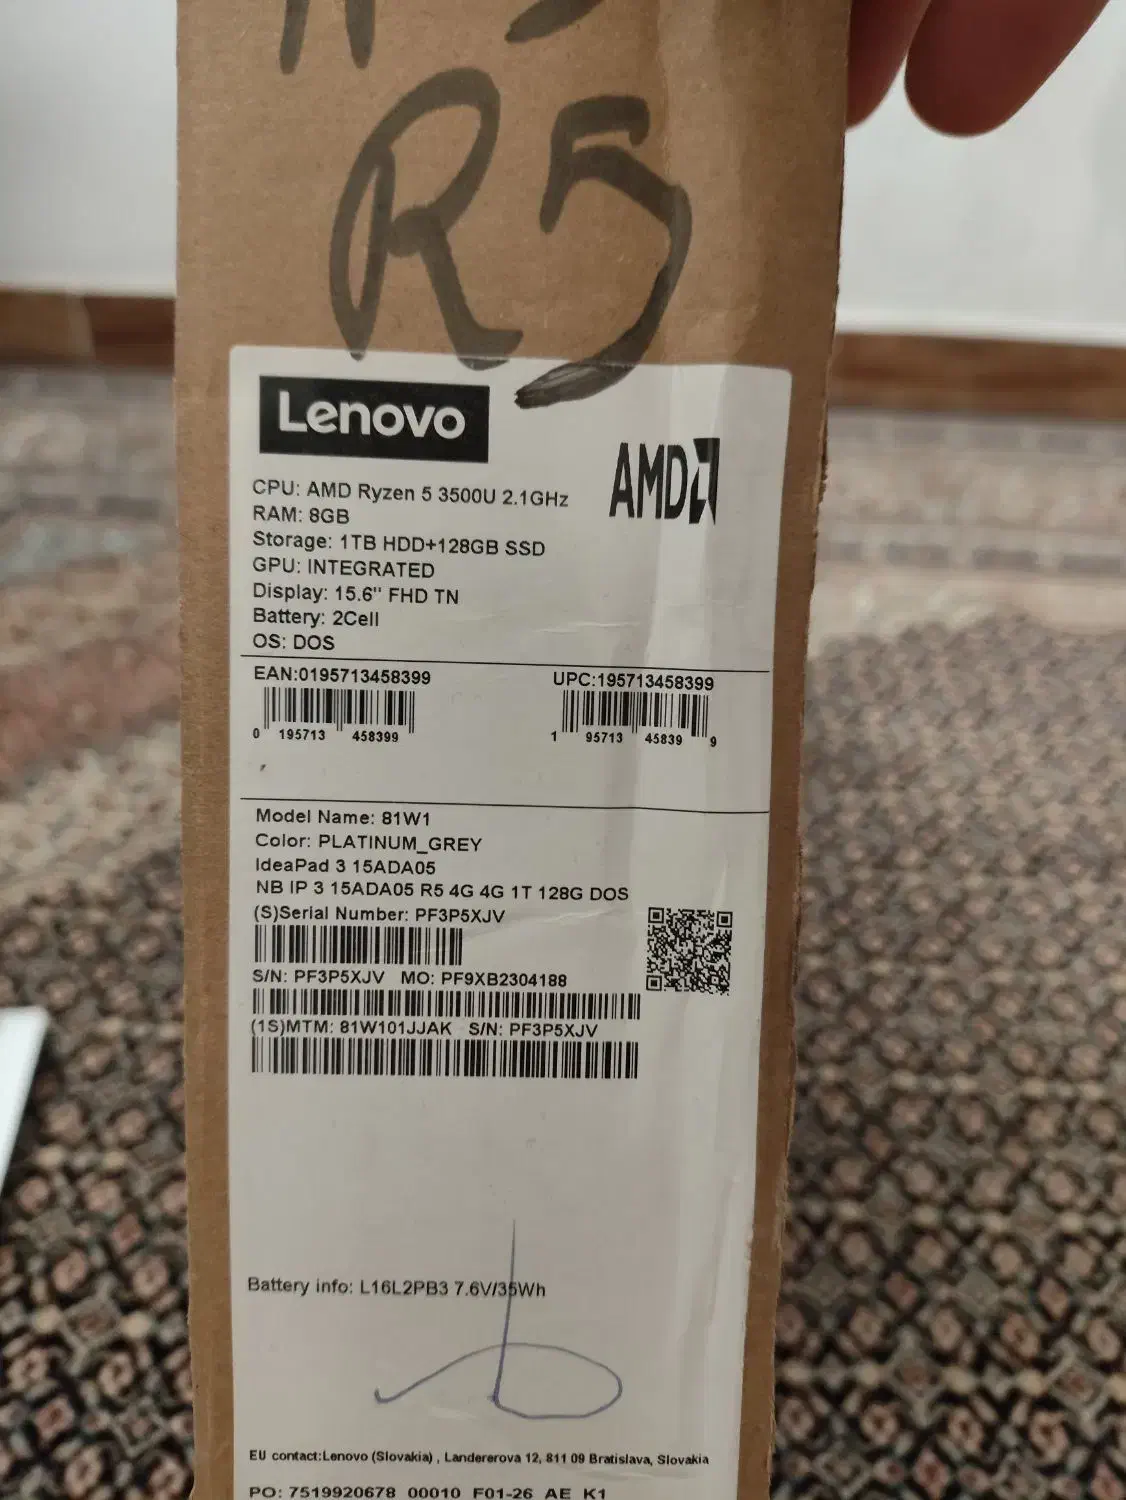 R5
Lenovo
AMD
CPU: AMD Ryzen 5 3500U 2.1GHz
RAM: 8GB
Storage: 1TB HDD+128GB SSD
GPU: INTEGRATED
Display: 15.6" FHD TN
Battery: 2Cell
OS: DOS
EAN:0195713458399 UPC:195713458399
0 195713 458399 1 95713 45839 9
Model Name: 81W1
Color: PLATINUM_GREY
IdeaPad 3 15ADA05
NB IP 3 15ADA05 R5 4G 4G 1T 128G DOS
(S)Serial Number: PF3P5XJV
S/N: PF3P5XJV MO: PF9XB2304188
(1S)MTM: 81W101JJAK S/N: PF3P5XJV
Battery info: L16L2PB3 7.6V/35Wh
EU contact:Lenovo (Slovakia) , Landererova 12, 811 09 Bratislava, Slovakia
PO: 7519920678 00010 F01-26 AE K1